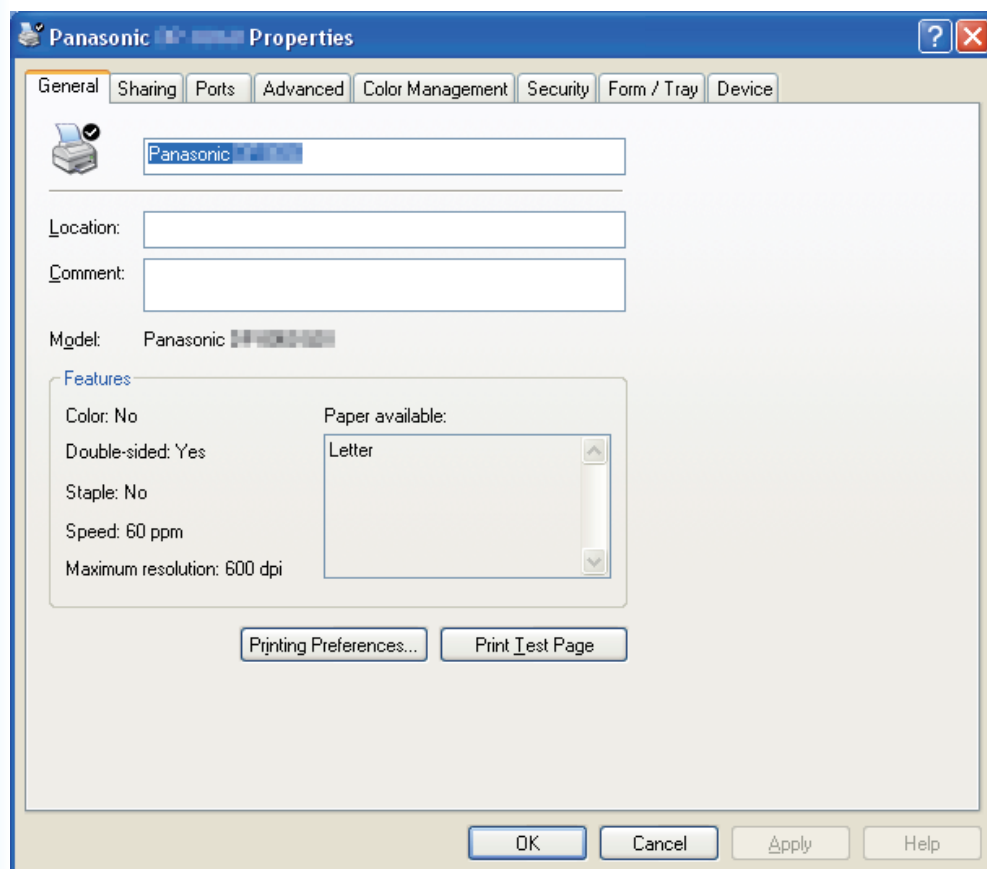 Panasonic Properties
General Sharing Ports Advanced Color Management Security Form / Tray Device
Panasonic
Location:
Comment:
Model: Panasonic
Features
Color: No
Paper available:
Double-sided: Yes
Letter
Staple: No
Speed: 60 ppm
Maximum resolution: 600 dpi
Printing Preferences... Print Test Page
OK Cancel Apply Help